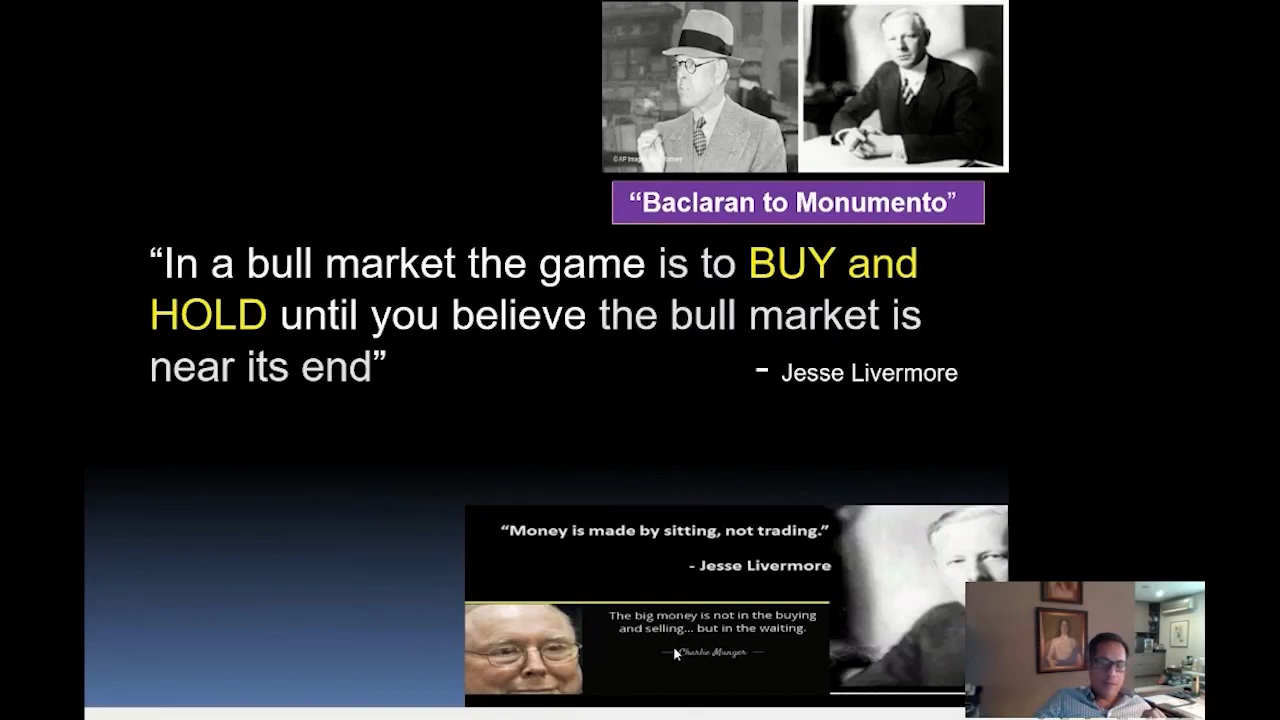 © AP Images
“Baclaran to Monumento”
“In a bull market the game is to BUY and
HOLD until you believe the bull market is
near its end”
- Jesse Livermore
“Money is made by sitting, not trading.”
- Jesse Livermore
The big money is not in the buying
and selling... but in the waiting.
— Charlie Munger —